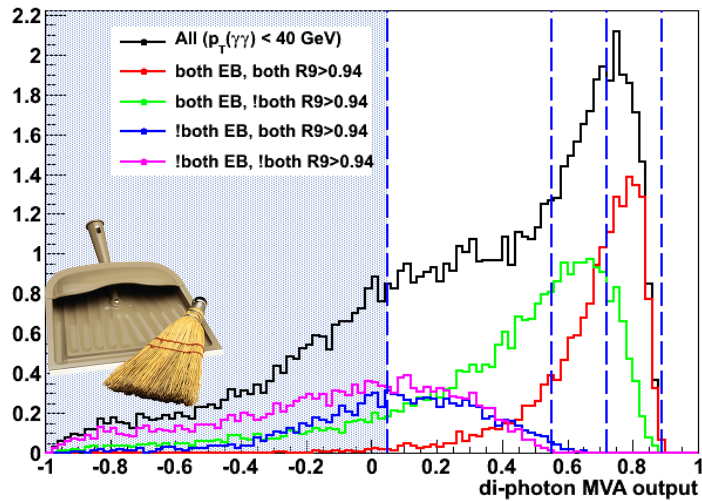 2.2
2
1.8
1.6
1.4
1.2
1
0.8
0.6
0.4
0.2
0
All (pT(γγ) < 40 GeV)
both EB, both R9>0.94
both EB, !both R9>0.94
!both EB, both R9>0.94
!both EB, !both R9>0.94
-1 -0.8 -0.6 -0.4 -0.2 0 0.2 0.4 0.6 0.8 1
di-photon MVA output